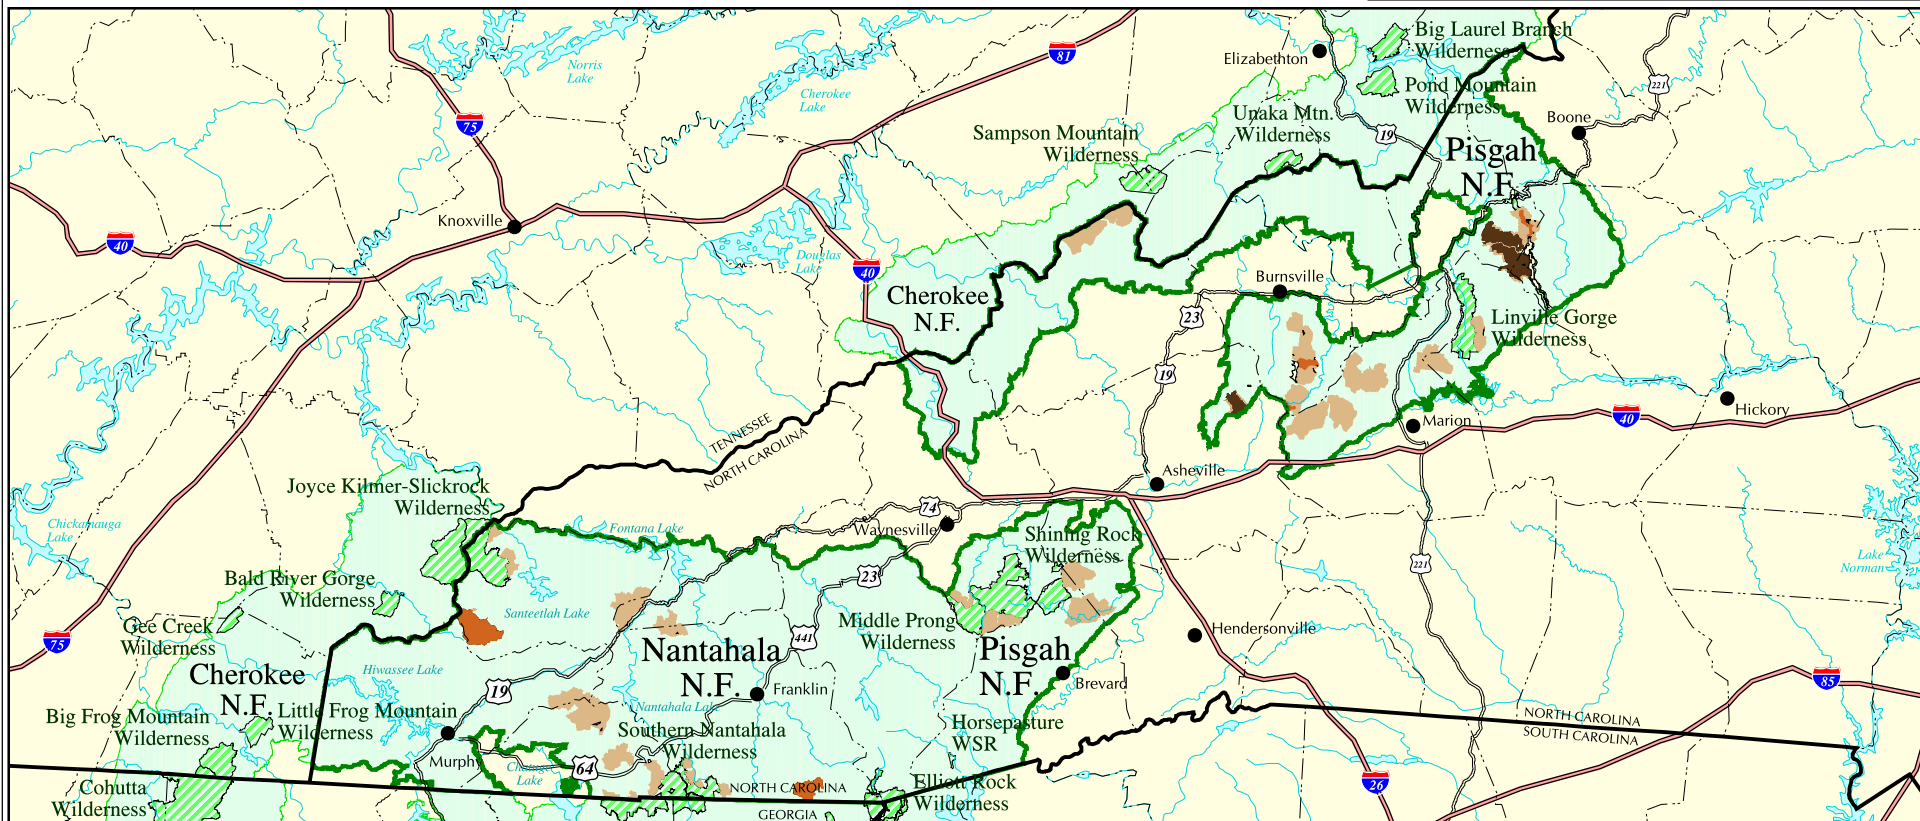 Big Laurel Branch
Wilderness
Elizabethton
81
Norris
Lake
Cherokee
Lake
Pond Mountain
Wilderness
221
Boone
75
Unaka Mtn.
Wilderness
19
Sampson Mountain
Wilderness
Pisgah
N.F.
Knoxville
40
Douglas
Lake
40
Cherokee
N.F.
Burnsville
23
Linville Gorge
Wilderness
19
Hickory
40
Marion
TENNESSEE
NORTH CAROLINA
Asheville
Joyce Kilmer-Slickrock
Wilderness
74
Waynesville
Fontana Lake
Chickamauga
Lake
Shining Rock
Wilderness
Lake
Norman
221
23
Bald River Gorge
Wilderness
Santeetlah Lake
Gee Creek
Wilderness
75
Middle Prong
Wilderness
441
Hendersonville
Nantahala
N.F.
Pisgah
N.F.
Hiwassee Lake
Cherokee
N.F.
19
Franklin
Brevard
85
Nantahala Lake
Little Frog Mountain
Wilderness
Big Frog Mountain
Wilderness
Southern Nantahala
Wilderness
Horsepasture
WSR
NORTH CAROLINA
SOUTH CAROLINA
Murphy
Chatuge
Lake
64
Cohutta
Wilderness
NORTH CAROLINA
GEORGIA
Ellicott Rock
Wilderness
26